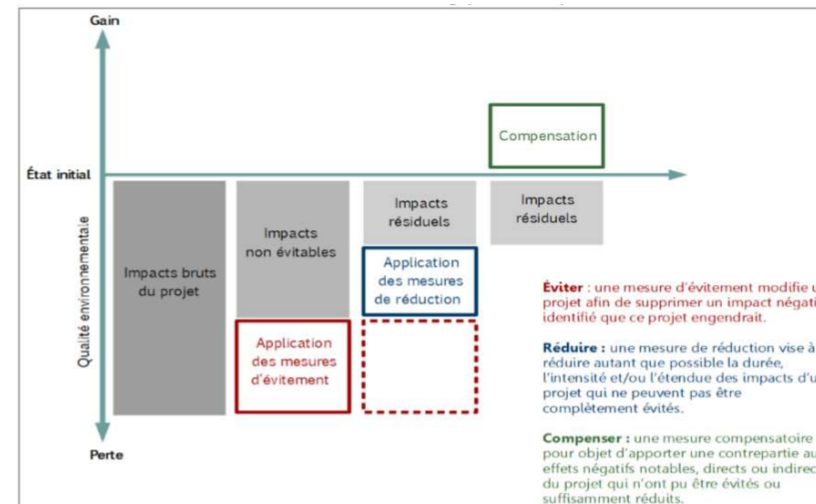 Gain
Compensation
État initial
Qualité environnementale
Impacts bruts
du projet
Impacts
non évitables
Impacts
résiduels
Impacts
résiduels
Application
des mesures
de réduction
Application
des mesures
d'évitement
Perte
Éviter : une mesure d'évitement modifie
projet afin de supprimer un impact
identifié que ce projet engendrait.
Réduire : une mesure de réduction vise à
réduire autant que possible la durée,
l'intensité et/ou l'étendue des impacts
projet qui ne peuvent pas être
complètement évités.
Compenser : une mesure compensatoire
pour objet d'apporter une contrepartie
effets négatifs notables, directs ou
du projet qui n'ont pu être évités ou
suffisamment réduits.